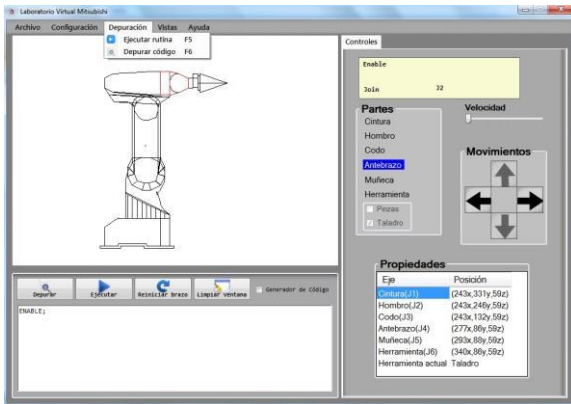 Laboratorio Virtual Mitsubishi
Archivo Configuración Depuración Vistas Ayuda
Ejecutar rutina F5
Depurar código F6
Controles
Enable
Join J2
Partes
Cintura
Hombro
Codo
Antebrazo
Muñeca
Herramienta
Pinzas
Taladro
Velocidad
Movimientos
Propiedades
Eje Posición
Cintura(J1) (243x,331y,59z)
Hombro(J2) (243x,246y,59z)
Codo(J3) (243x,132y,59z)
Antebrazo(J4) (277x,86y,59z)
Muñeca(J5) (293x,88y,59z)
Herramienta(J6) (340x,86y,59z)
Herramienta actual Taladro
Depurar Ejecutar Reiniciar brazo Limpiar ventana Generador de Código
ENABLE;